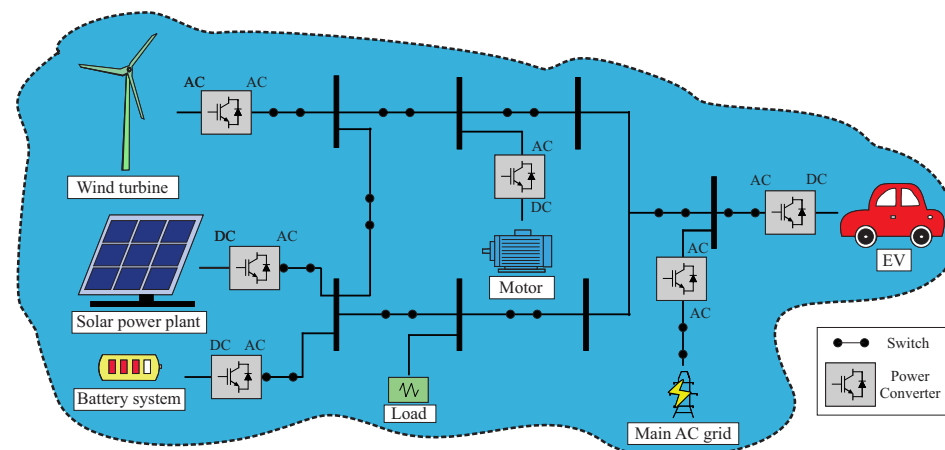 AC
AC
Wind turbine
AC
DC
Motor
AC
DC
EV
DC
AC
Solar power plant
AC
AC
DC
AC
Battery system
Load
Main AC grid
Switch
Power
Converter